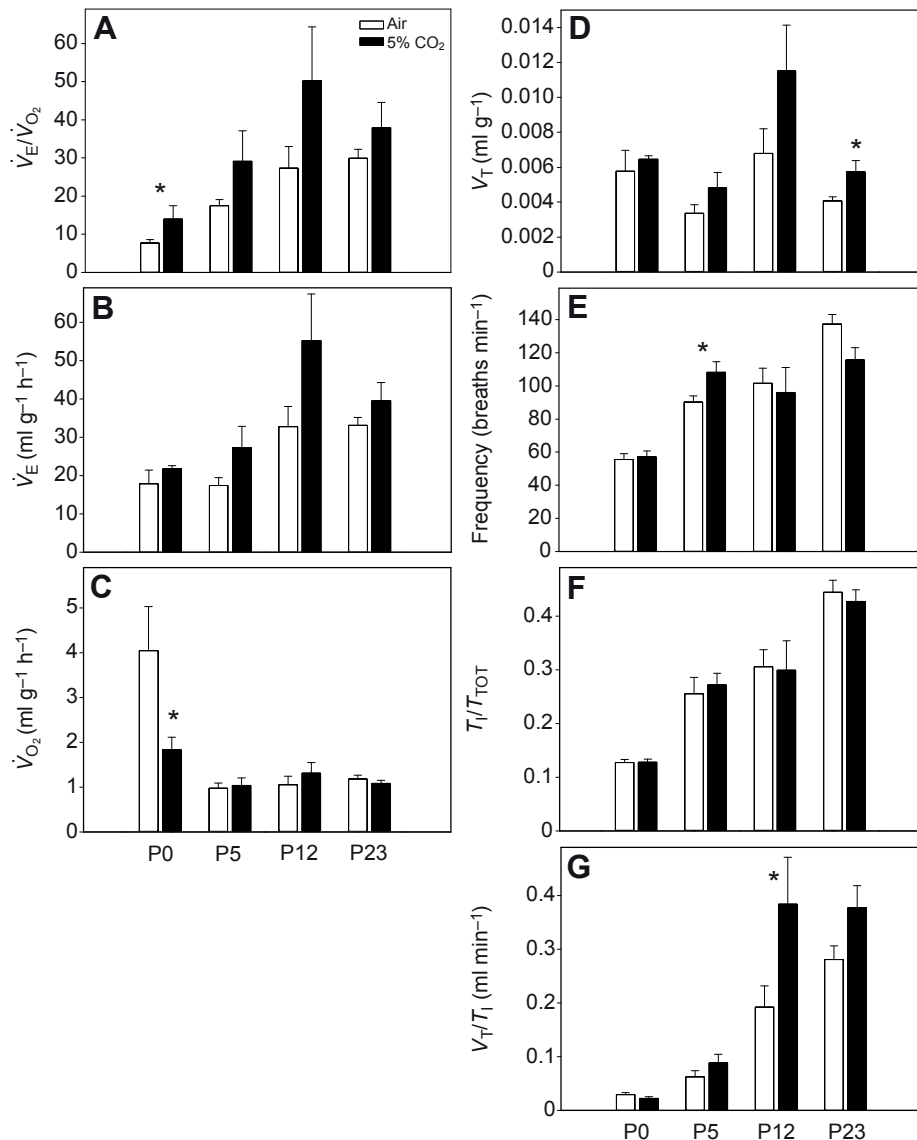 A
Air
5% CO₂
60
50
40
30
20
10
0
V̇E/V̇O₂
*
B
60
50
40
30
20
10
0
V̇E (ml g⁻¹ h⁻¹)
C
5
4
3
2
1
0
V̇O₂ (ml g⁻¹ h⁻¹)
*
P0 P5 P12 P23
D
0.014
0.012
0.010
0.008
0.006
0.004
0.002
0
VT (ml g⁻¹)
*
E
140
120
100
80
60
40
20
0
Frequency (breaths min⁻¹)
*
F
0.4
0.3
0.2
0.1
0
TI/TTOT
G
0.4
0.3
0.2
0.1
0
VT/TI (ml min⁻¹)
*
P0 P5 P12 P23